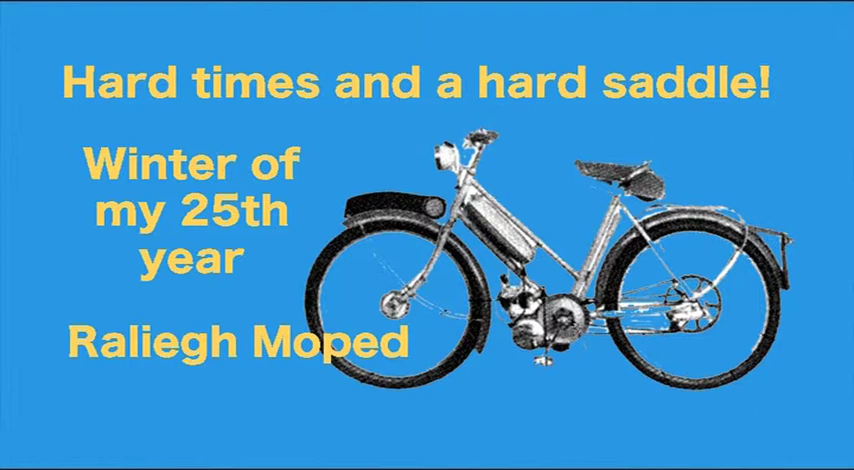 Hard times and a hard saddle!
Winter of
my 25th
year
Raliegh Moped